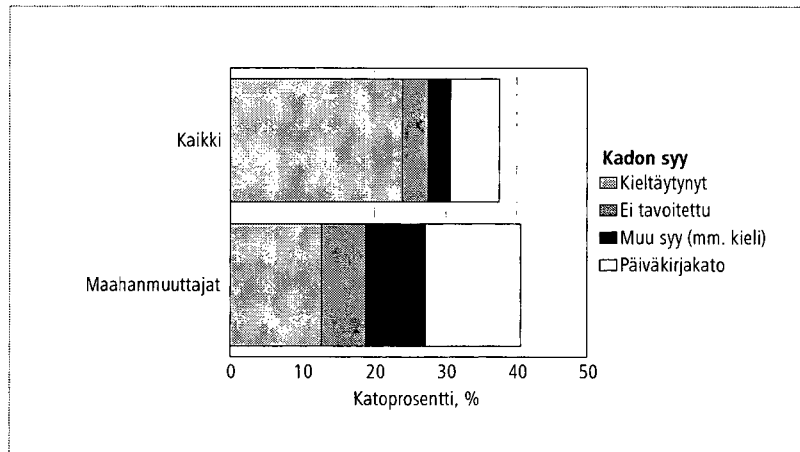 Kaikki
Maahanmuuttajat
0 10 20 30 40 50
Katoprosentti, %
Kadon syy
Kieltäytynyt
Ei tavoitettu
Muu syy (mm. kieli)
Päiväkirjakato